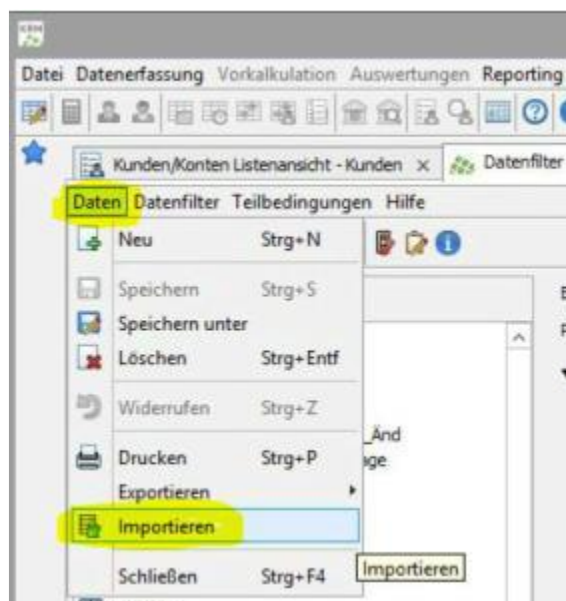 Datei Datenerfassung Vorkalkulation Auswertungen Reporting
Kunden/Konten Listenansicht - Kunden × Datenfilter
Daten Datenfilter Teilbedingungen Hilfe
Neu Strg+N
Speichern Strg+S
Speichern unter
Löschen Strg+Entf
Widerrufen Strg+Z
_Änd
Drucken Strg+P
Exportieren
Importieren
Schließen Strg+F4
Importieren